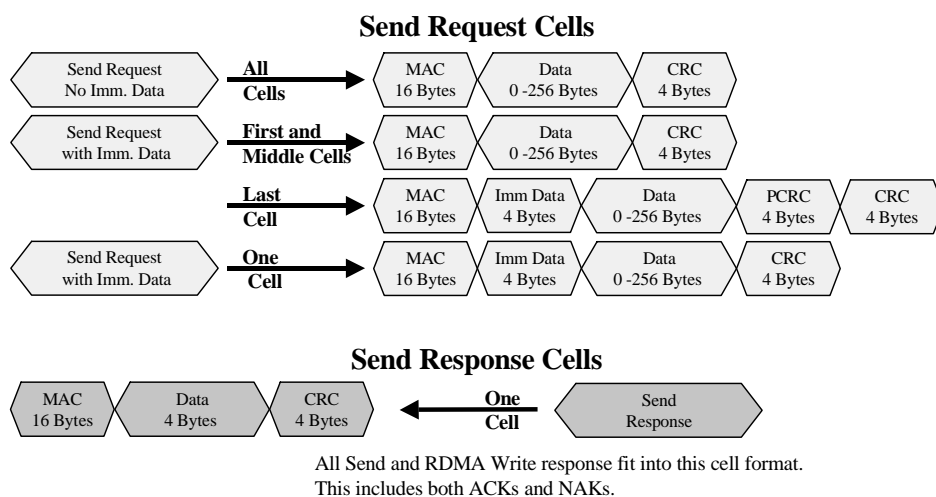 Send Request Cells
Send Request
No Imm. Data
All
Cells
MAC
16 Bytes
Data
0 -256 Bytes
CRC
4 Bytes
Send Request
with Imm. Data
First and
Middle Cells
MAC
16 Bytes
Data
0 -256 Bytes
CRC
4 Bytes
Last
Cell
MAC
16 Bytes
Imm Data
4 Bytes
Data
0 -256 Bytes
PCRC
4 Bytes
CRC
4 Bytes
Send Request
with Imm. Data
One
Cell
MAC
16 Bytes
Imm Data
4 Bytes
Data
0 -256 Bytes
CRC
4 Bytes
Send Response Cells
MAC
16 Bytes
Data
4 Bytes
CRC
4 Bytes
One
Cell
Send
Response
All Send and RDMA Write response fit into this cell format.
This includes both ACKs and NAKs.